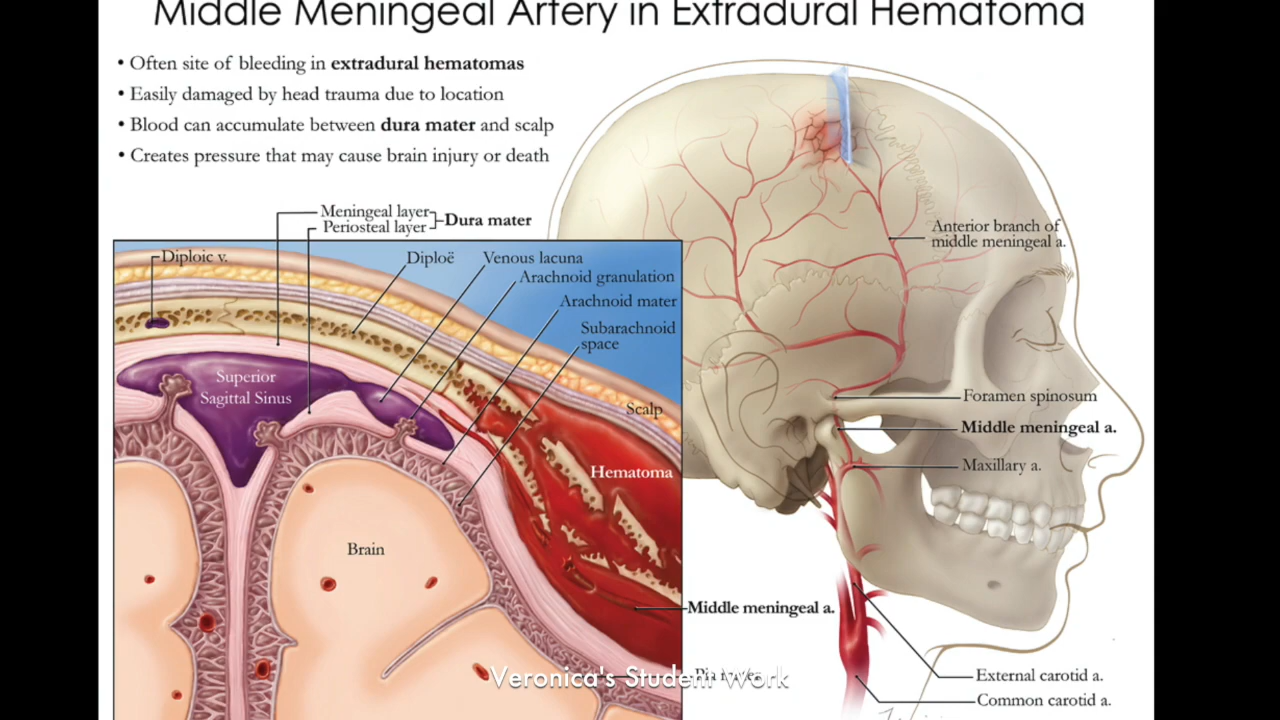 Middle Meningeal Artery in Extradural Hematoma
• Often site of bleeding in extradural hematomas
• Easily damaged by head trauma due to location
• Blood can accumulate between dura mater and scalp
• Creates pressure that may cause brain injury or death
Meningeal layer
Periosteal layer
Dura mater
Diploic v.
Diploë
Venous lacuna
Arachnoid granulation
Arachnoid mater
Subarachnoid
space
Superior
Sagittal Sinus
Scalp
Hematoma
Brain
Middle meningeal a.
Anterior branch of
middle meningeal a.
Foramen spinosum
Middle meningeal a.
Maxillary a.
External carotid a.
Common carotid a.
Veronica's Student Work